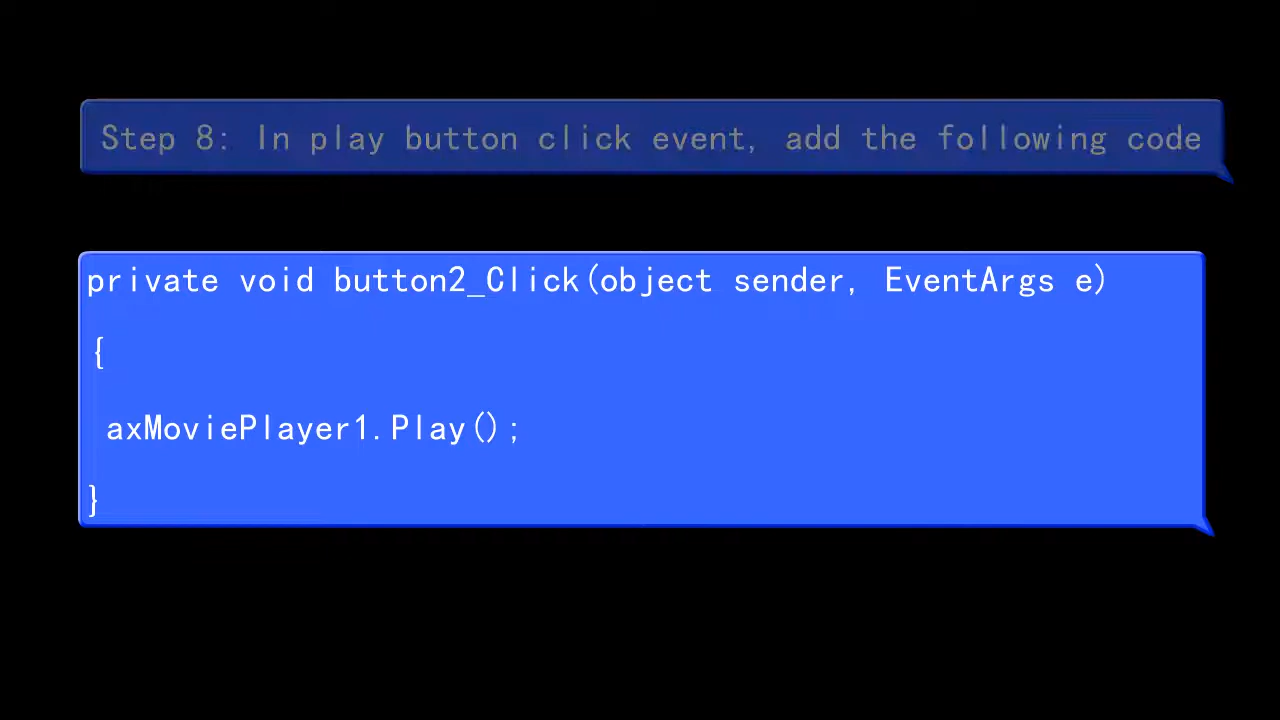 Step 8: In play button click event, add the following code
private void button2_Click(object sender, EventArgs e)
{
axMoviePlayer1.Play();
}